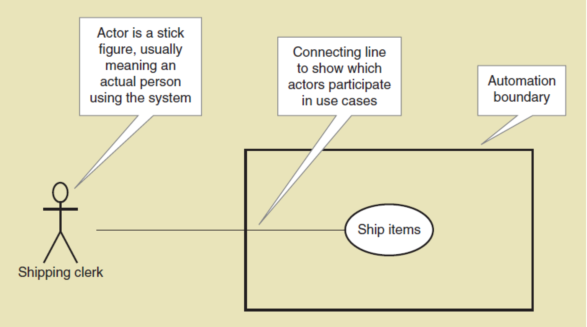 Actor is a stick
figure, usually
meaning an
actual person
using the system
Connecting line
to show which
actors participate
in use cases
Automation
boundary
Ship items
Shipping clerk